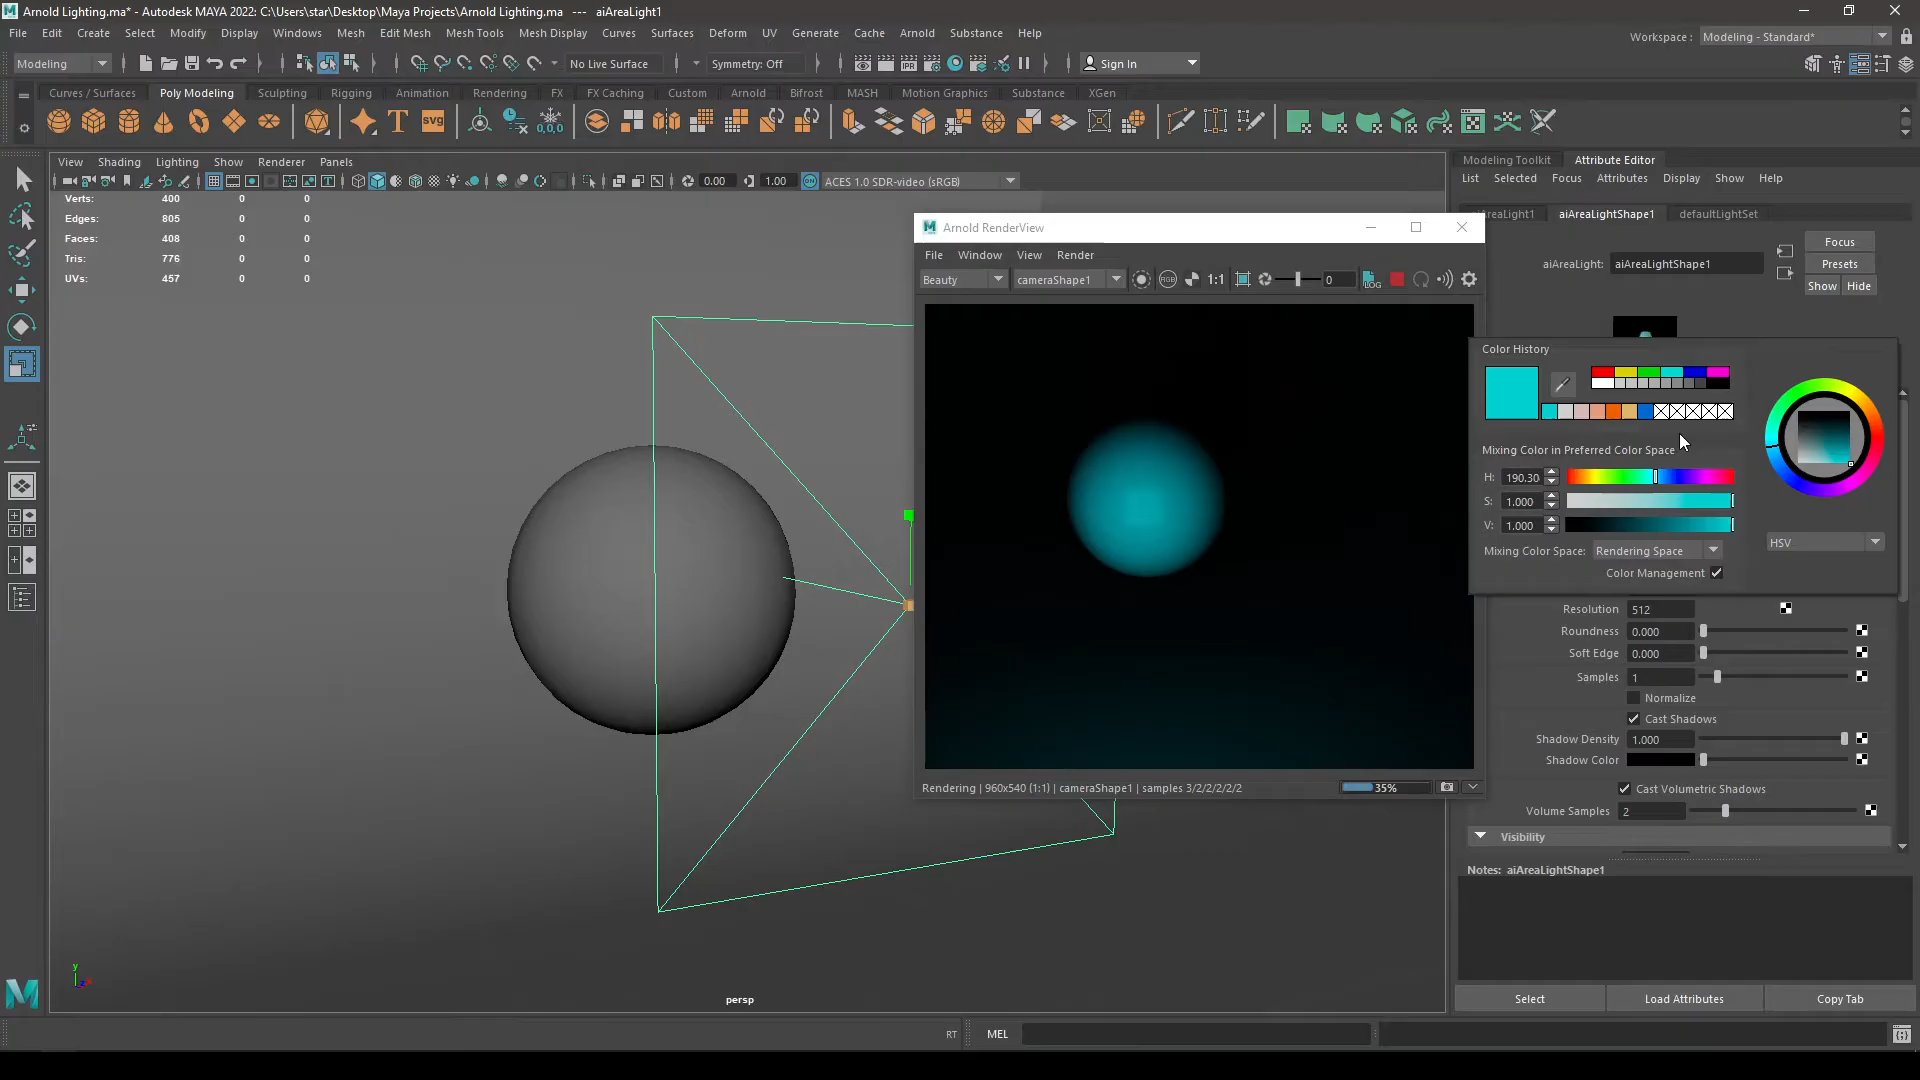 Arnold Lighting.ma* - Autodesk MAYA 2022: C:\Users\star\Desktop\Maya Projects\Arnold Lighting.ma --- aiAreaLight1
File Edit Create Select Modify Display Windows Mesh Edit Mesh Mesh Tools Mesh Display Curves Surfaces Deform UV Generate Cache Arnold Substance Help
Workspace : Modeling - Standard*
Modeling
No Live Surface
Symmetry: Off
IPR
Sign In
Curves / Surfaces Poly Modeling Sculpting Rigging Animation Rendering FX FX Caching Custom Arnold Bifrost MASH Motion Graphics Substance XGen
T svg 0,0,0
Modeling Toolkit Attribute Editor
View Shading Lighting Show Renderer Panels
List Selected Focus Attributes Display Show Help
0.00 1.00 ON ACES 1.0 SDR-video (sRGB)
Verts: 400 0 0
Edges: 805 0 0
Faces: 408 0 0
Tris: 776 0 0
UVs: 457 0 0
AreaLight1 aiAreaLightShape1 defaultLightSet
aiAreaLight: aiAreaLightShape1
Focus
Presets
Show Hide
Arnold RenderView
File Window View Render
Beauty cameraShape1 RGB 1:1 0 LOG
Rendering | 960x540 (1:1) | cameraShape1 | samples 3/2/2/2/2/2
35%
Color History
Mixing Color in Preferred Color Space
H: 190.30
S: 1.000
V: 1.000
HSV
Mixing Color Space: Rendering Space
Color Management
Resolution 512
Roundness 0.000
Soft Edge 0.000
Samples 1
Normalize
Cast Shadows
Shadow Density 1.000
Shadow Color
Cast Volumetric Shadows
Volume Samples 2
Visibility
Notes: aiAreaLightShape1
Select Load Attributes Copy Tab
y
persp
RT MEL